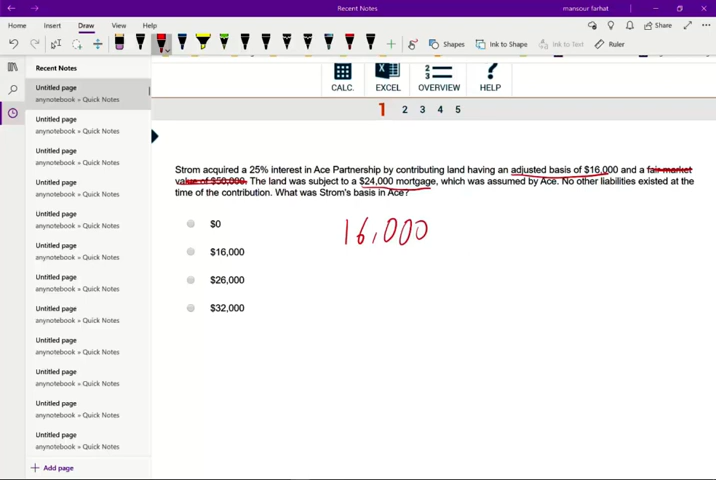 Recent Notes
mansour farhat
Home
Insert
Draw
View
Help
Share
Shapes
Ink to Shape
Ink to Text
Ruler
Recent Notes
Untitled page
anynotebook » Quick Notes
Untitled page
anynotebook » Quick Notes
Untitled page
anynotebook » Quick Notes
Untitled page
anynotebook » Quick Notes
Untitled page
anynotebook » Quick Notes
Untitled page
anynotebook » Quick Notes
Untitled page
anynotebook » Quick Notes
Untitled page
anynotebook » Quick Notes
Untitled page
anynotebook » Quick Notes
Untitled page
anynotebook » Quick Notes
Untitled page
anynotebook » Quick Notes
Untitled page
anynotebook » Quick Notes
+ Add page
CALC.
EXCEL
OVERVIEW
HELP
1 2 3 4 5
Strom acquired a 25% interest in Ace Partnership by contributing land having an adjusted basis of $16,000 and a fair market
value of $50,000. The land was subject to a $24,000 mortgage, which was assumed by Ace. No other liabilities existed at the
time of the contribution. What was Strom's basis in Ace?
$0
$16,000
$26,000
$32,000
16,000